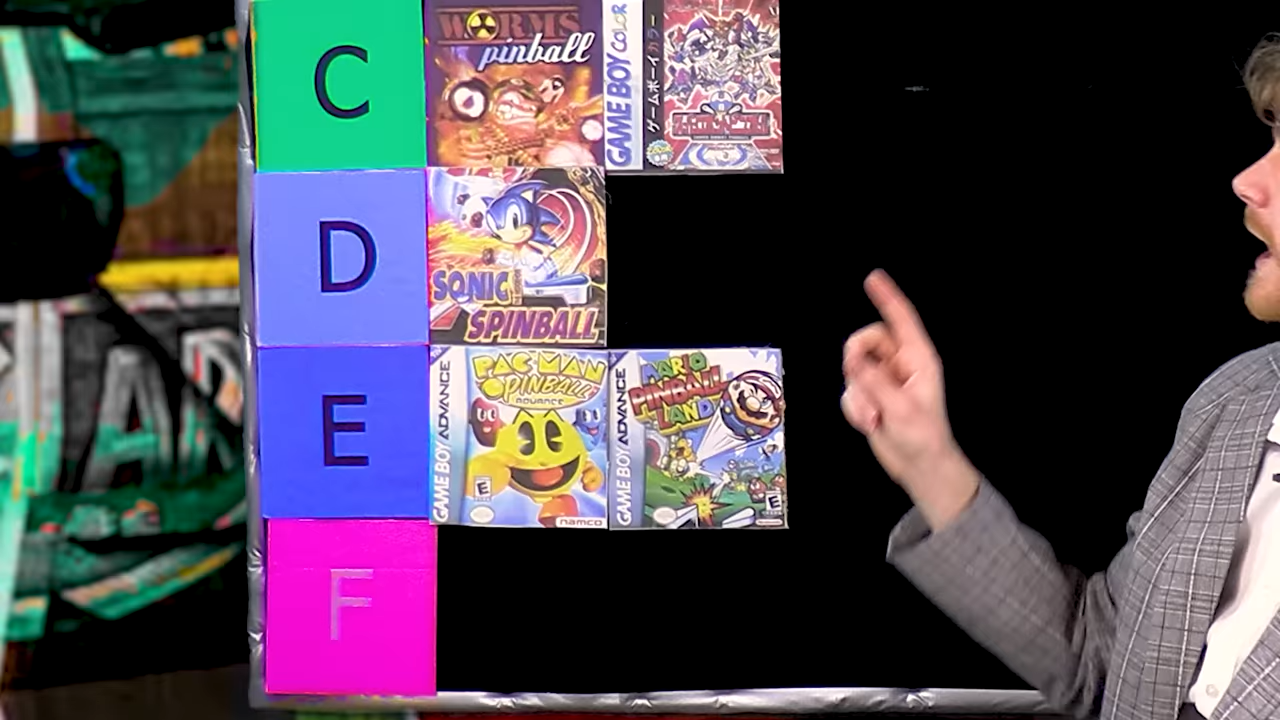 C
WORMS
pinball
GAME BOY COLOR
ゲームボーイカラー
D
SONIC
SPINBALL
E
GAME BOY ADVANCE
PAC-MAN
PINBALL
ADVANCE
E
namco
GAME BOY ADVANCE
MARIO
PINBALL
LAND
E
F